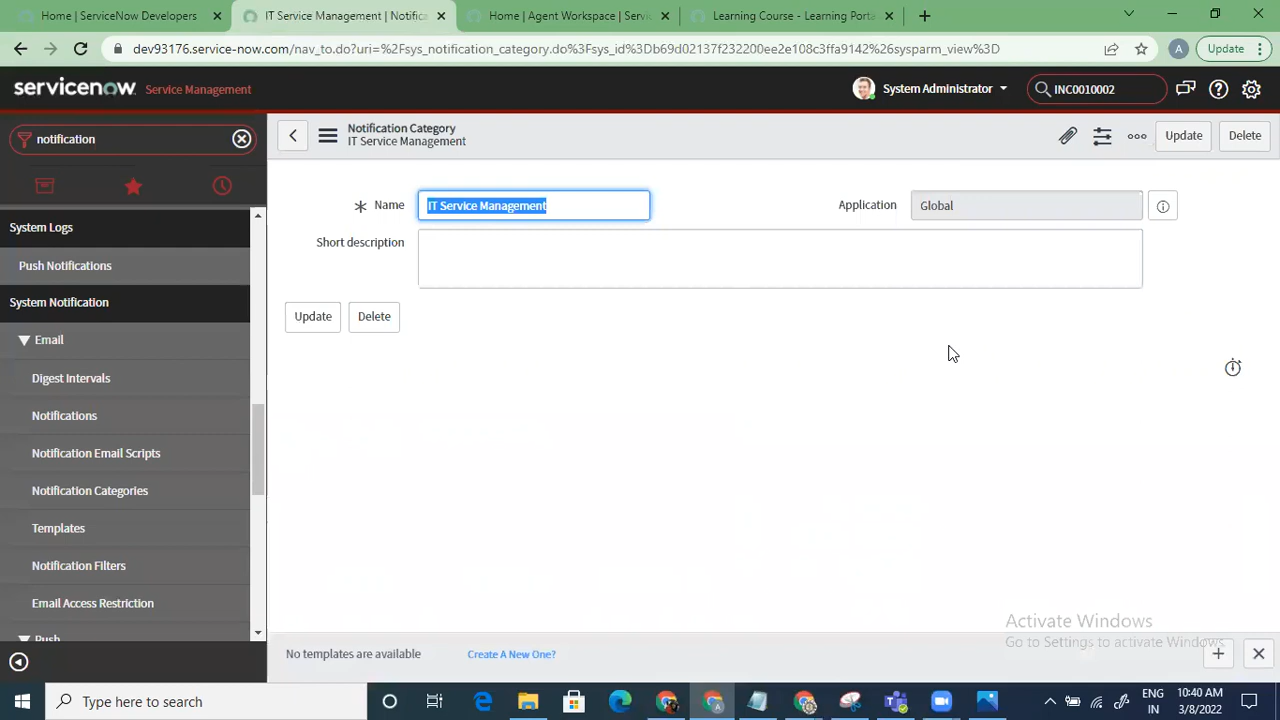 Home | ServiceNow Developers
IT Service Management | Notific
Home | Agent Workspace | Servic
Learning Course - Learning Porta
dev93176.service-now.com/nav_to.do?uri=%2Fsys_notification_category.do%3Fsys_id%3Db69d02137f232200ee2e108c3ffa9142%26sysparm_view%3D
A
Update
servicenow
Service Management
System Administrator
INC0010002
notification
Notification Category
IT Service Management
Update
Delete
Name
IT Service Management
Application
Global
Short description
Update
Delete
System Logs
Push Notifications
System Notification
Email
Digest Intervals
Notifications
Notification Email Scripts
Notification Categories
Templates
Notification Filters
Email Access Restriction
Push
Activate Windows
Go to Settings to activate Windows.
No templates are available
Create A New One?
Type here to search
ENG
IN
10:40 AM
3/8/2022